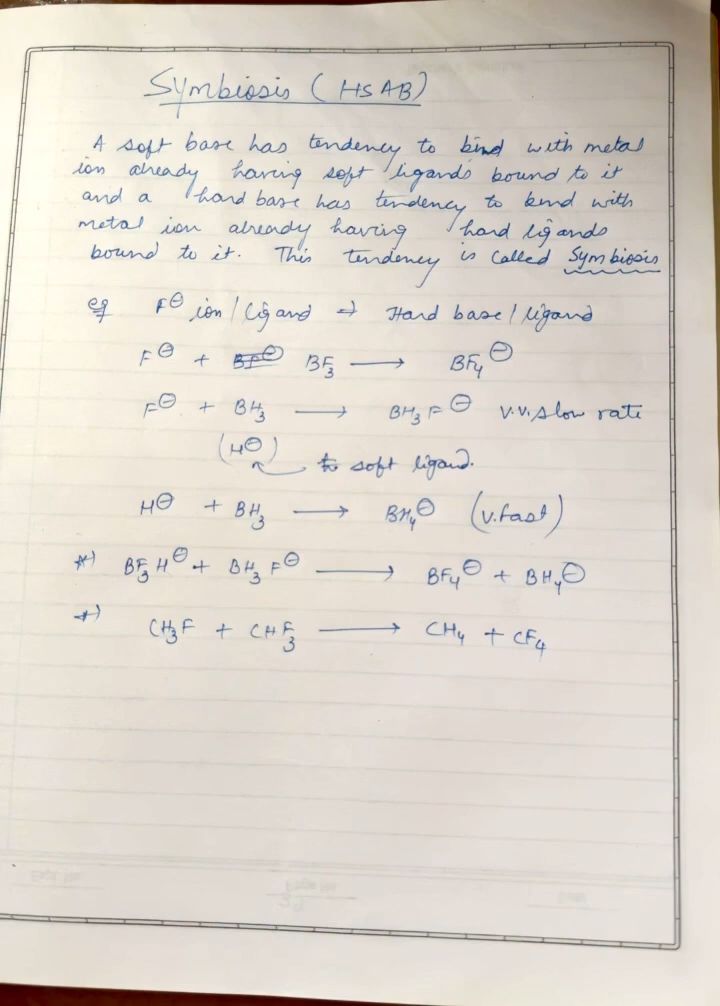 Symbiosis (HSAB)
A soft base has tendency to bind with metal
ion already having soft ligands bound to it
and a hard base has tendency to bind with
metal ion already having hard ligands
bound to it. This tendency is called Symbiosis
eg F⊖ ion/ligand ⇒ Hard base/ligand
F⊖ + BF₃ ⟶ BF₄⊖
F⊖ + BH₃ ⟶ BH₃F⊖ v.v. slow rate
(H⊖) soft ligand.
H⊖ + BH₃ ⟶ BH₄⊖ (v.fast)
*) BF₃H⊖ + BH₃F⊖ ⟶ BF₄⊖ + BH₄⊖
*) CH₃F + CHF₃ ⟶ CH₄ + CF₄